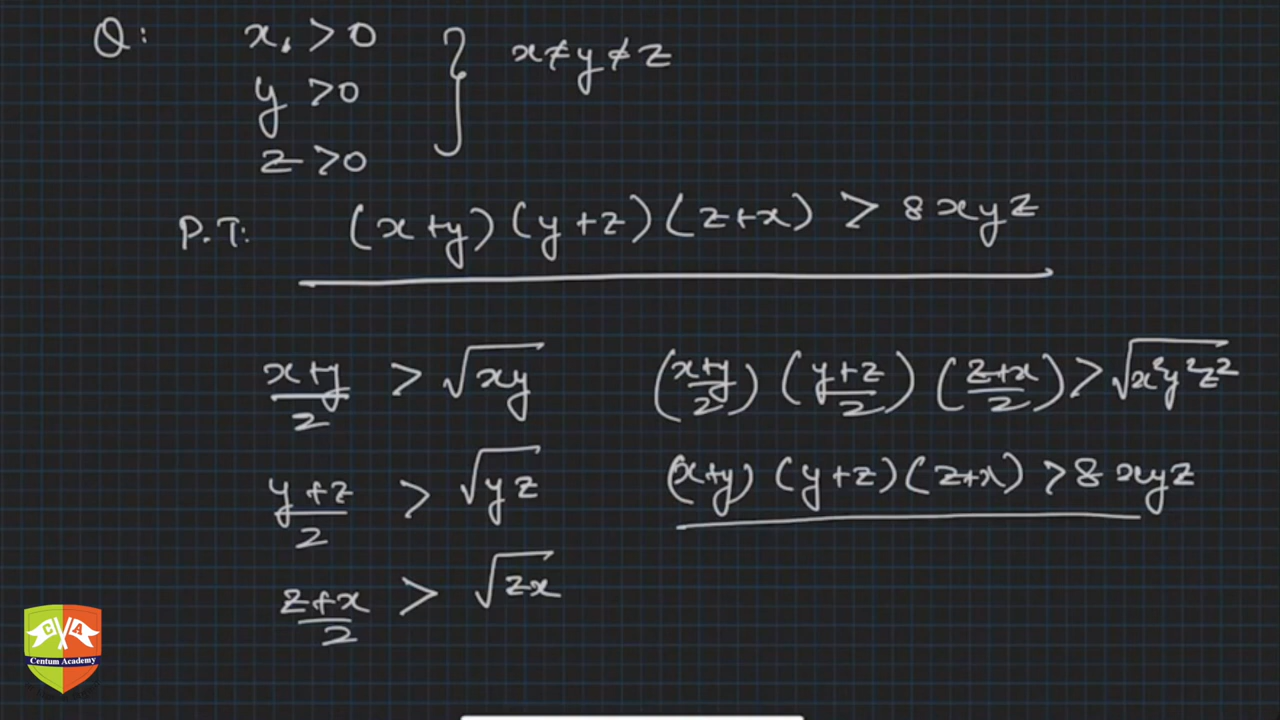 Q: x, > 0
y > 0
z > 0
x ≠ y ≠ z
P.T: (x+y)(y+z)(z+x) > 8xyz
x+y/2 > √xy
y+z/2 > √yz
z+x/2 > √zx
(x+y/2)(y+z/2)(z+x/2) > √x²y²z²
(x+y)(y+z)(z+x) > 8xyz
C A
Centum Academy